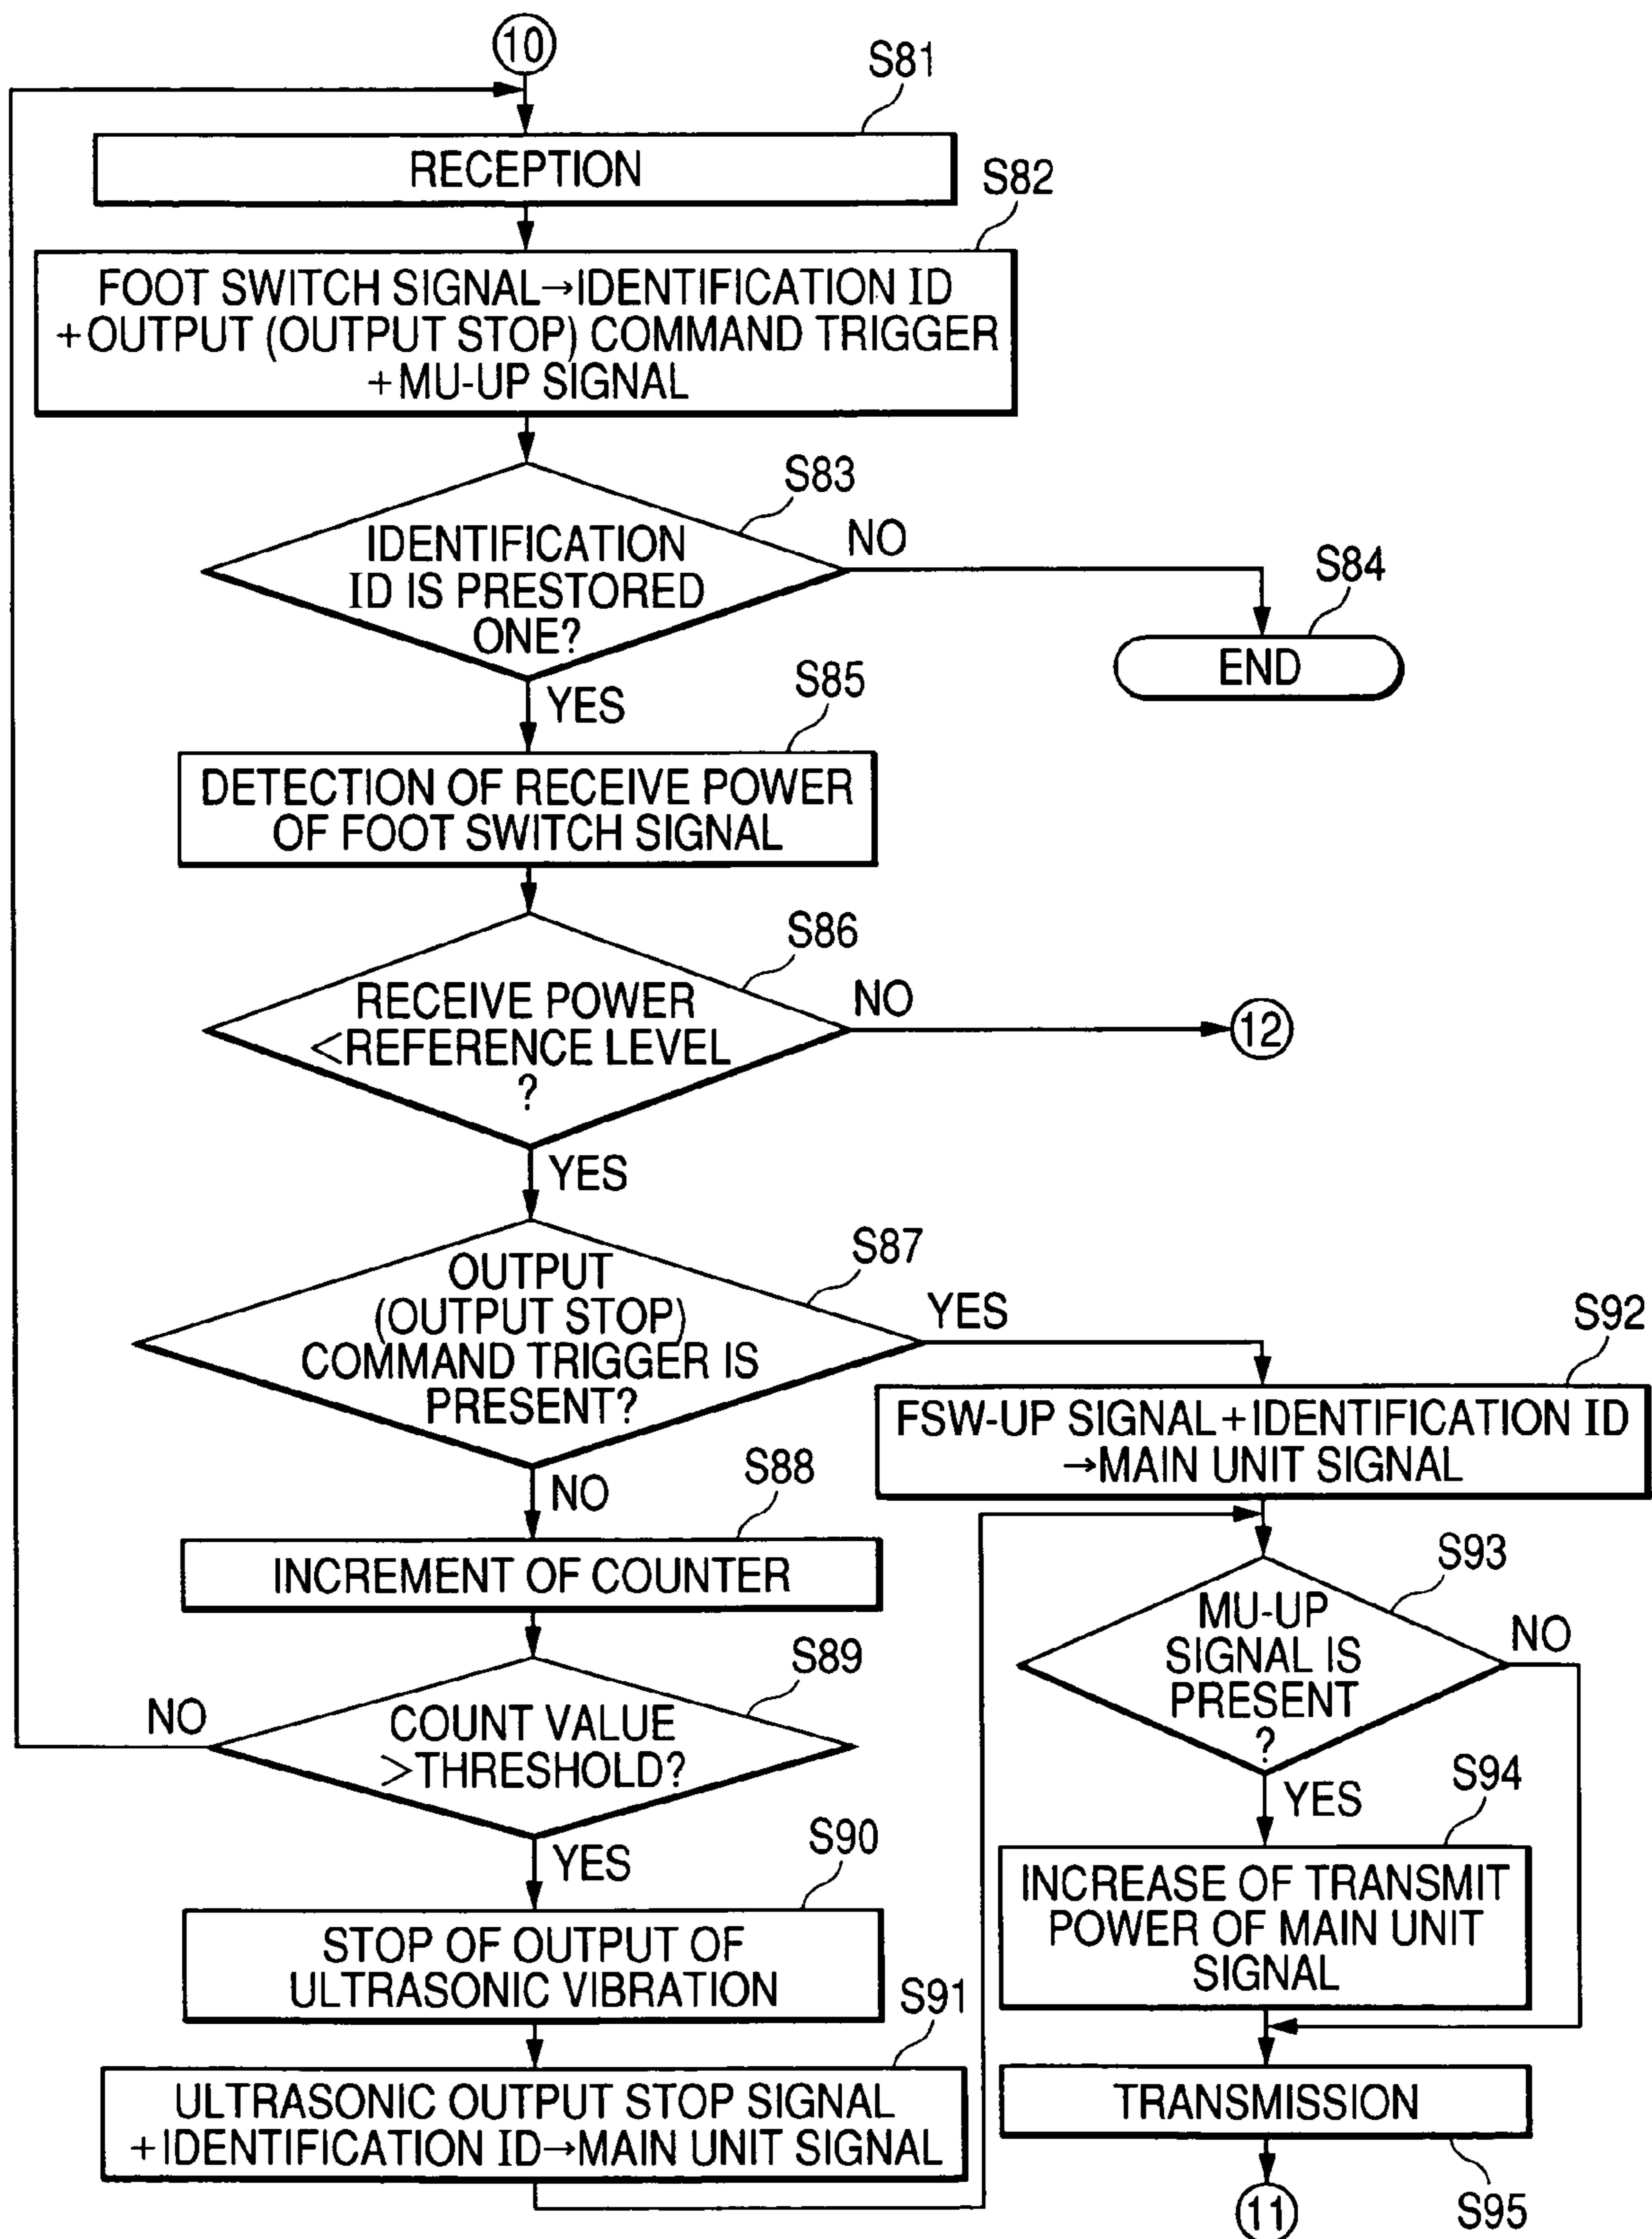 10
S81
RECEPTION
S82
FOOT SWITCH SIGNAL→IDENTIFICATION ID
+OUTPUT (OUTPUT STOP) COMMAND TRIGGER
+MU-UP SIGNAL
S83
IDENTIFICATION
ID IS PRESTORED
ONE?
NO
S84
END
YES
S85
DETECTION OF RECEIVE POWER
OF FOOT SWITCH SIGNAL
S86
RECEIVE POWER
<REFERENCE LEVEL
?
NO
12
YES
S87
OUTPUT
(OUTPUT STOP)
COMMAND TRIGGER IS
PRESENT?
YES
S92
FSW-UP SIGNAL+IDENTIFICATION ID
→MAIN UNIT SIGNAL
NO
S88
INCREMENT OF COUNTER
S89
COUNT VALUE
>THRESHOLD?
NO
YES
S90
STOP OF OUTPUT OF
ULTRASONIC VIBRATION
S91
ULTRASONIC OUTPUT STOP SIGNAL
+IDENTIFICATION ID→MAIN UNIT SIGNAL
S93
MU-UP
SIGNAL IS
PRESENT
?
NO
YES
S94
INCREASE OF TRANSMIT
POWER OF MAIN UNIT
SIGNAL
TRANSMISSION
S95
11